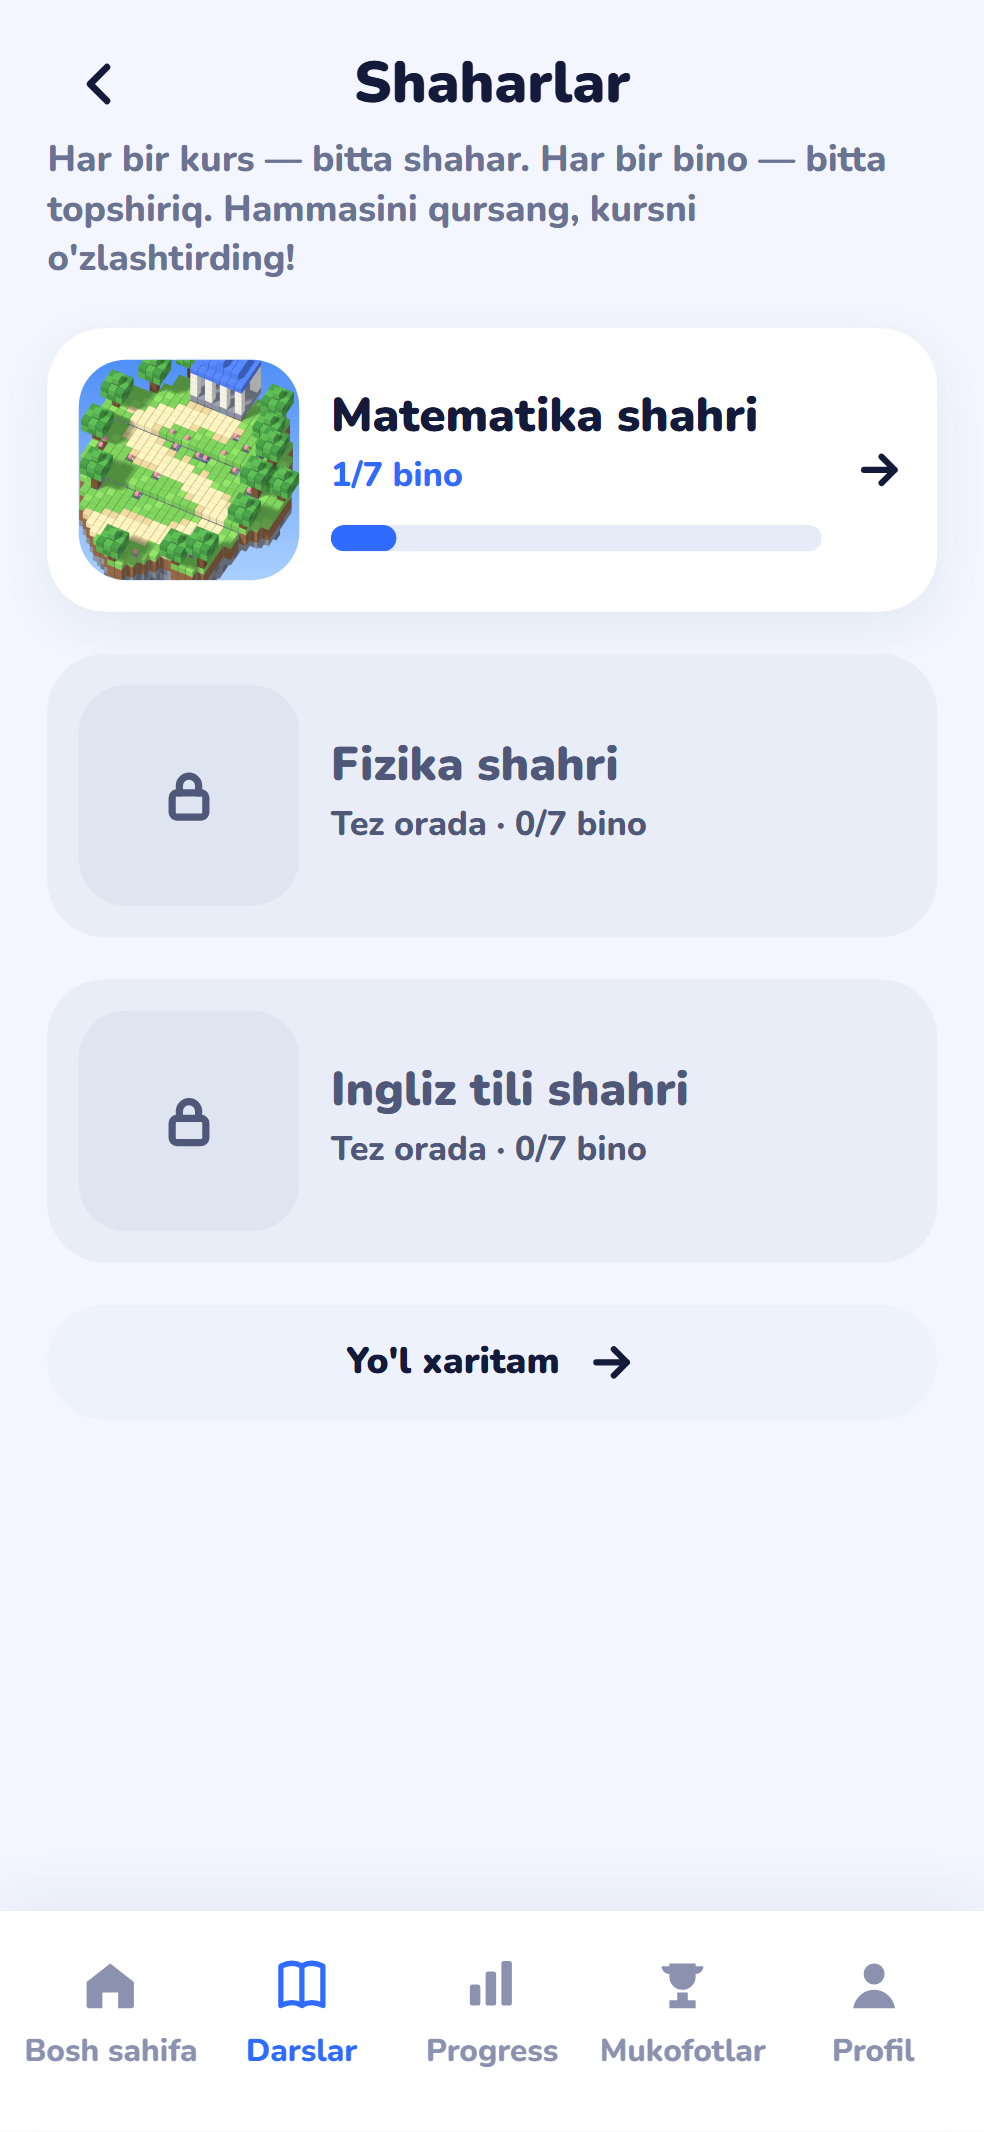 Shaharlar
Har bir kurs — bitta shahar. Har bir bino — bitta
topshiriq. Hammasini qursang, kursni
o'zlashtirding!
Matematika shahri
1/7 bino
Fizika shahri
Tez orada · 0/7 bino
Ingliz tili shahri
Tez orada · 0/7 bino
Yo'l xaritam
Bosh sahifa
Darslar
Progress
Mukofotlar
Profil